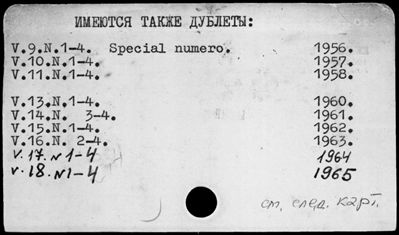 ИМЕЮТСЯ ТАКЖЕ ДУБЛЕТЫ:
V.9.N.1-4. Special numero. 1956.
V.10.N.1-4. 1957.
V.11.N.1-4. 1958.
V.13.N.1-4. 1960.
V.14.N. 3-4. 1961.
V.15.N.1-4. 1962.
V.16.N. 2-4. 1963.
V.17.N1-4 1964
V.18.N1-4 1965
см. след. карт.